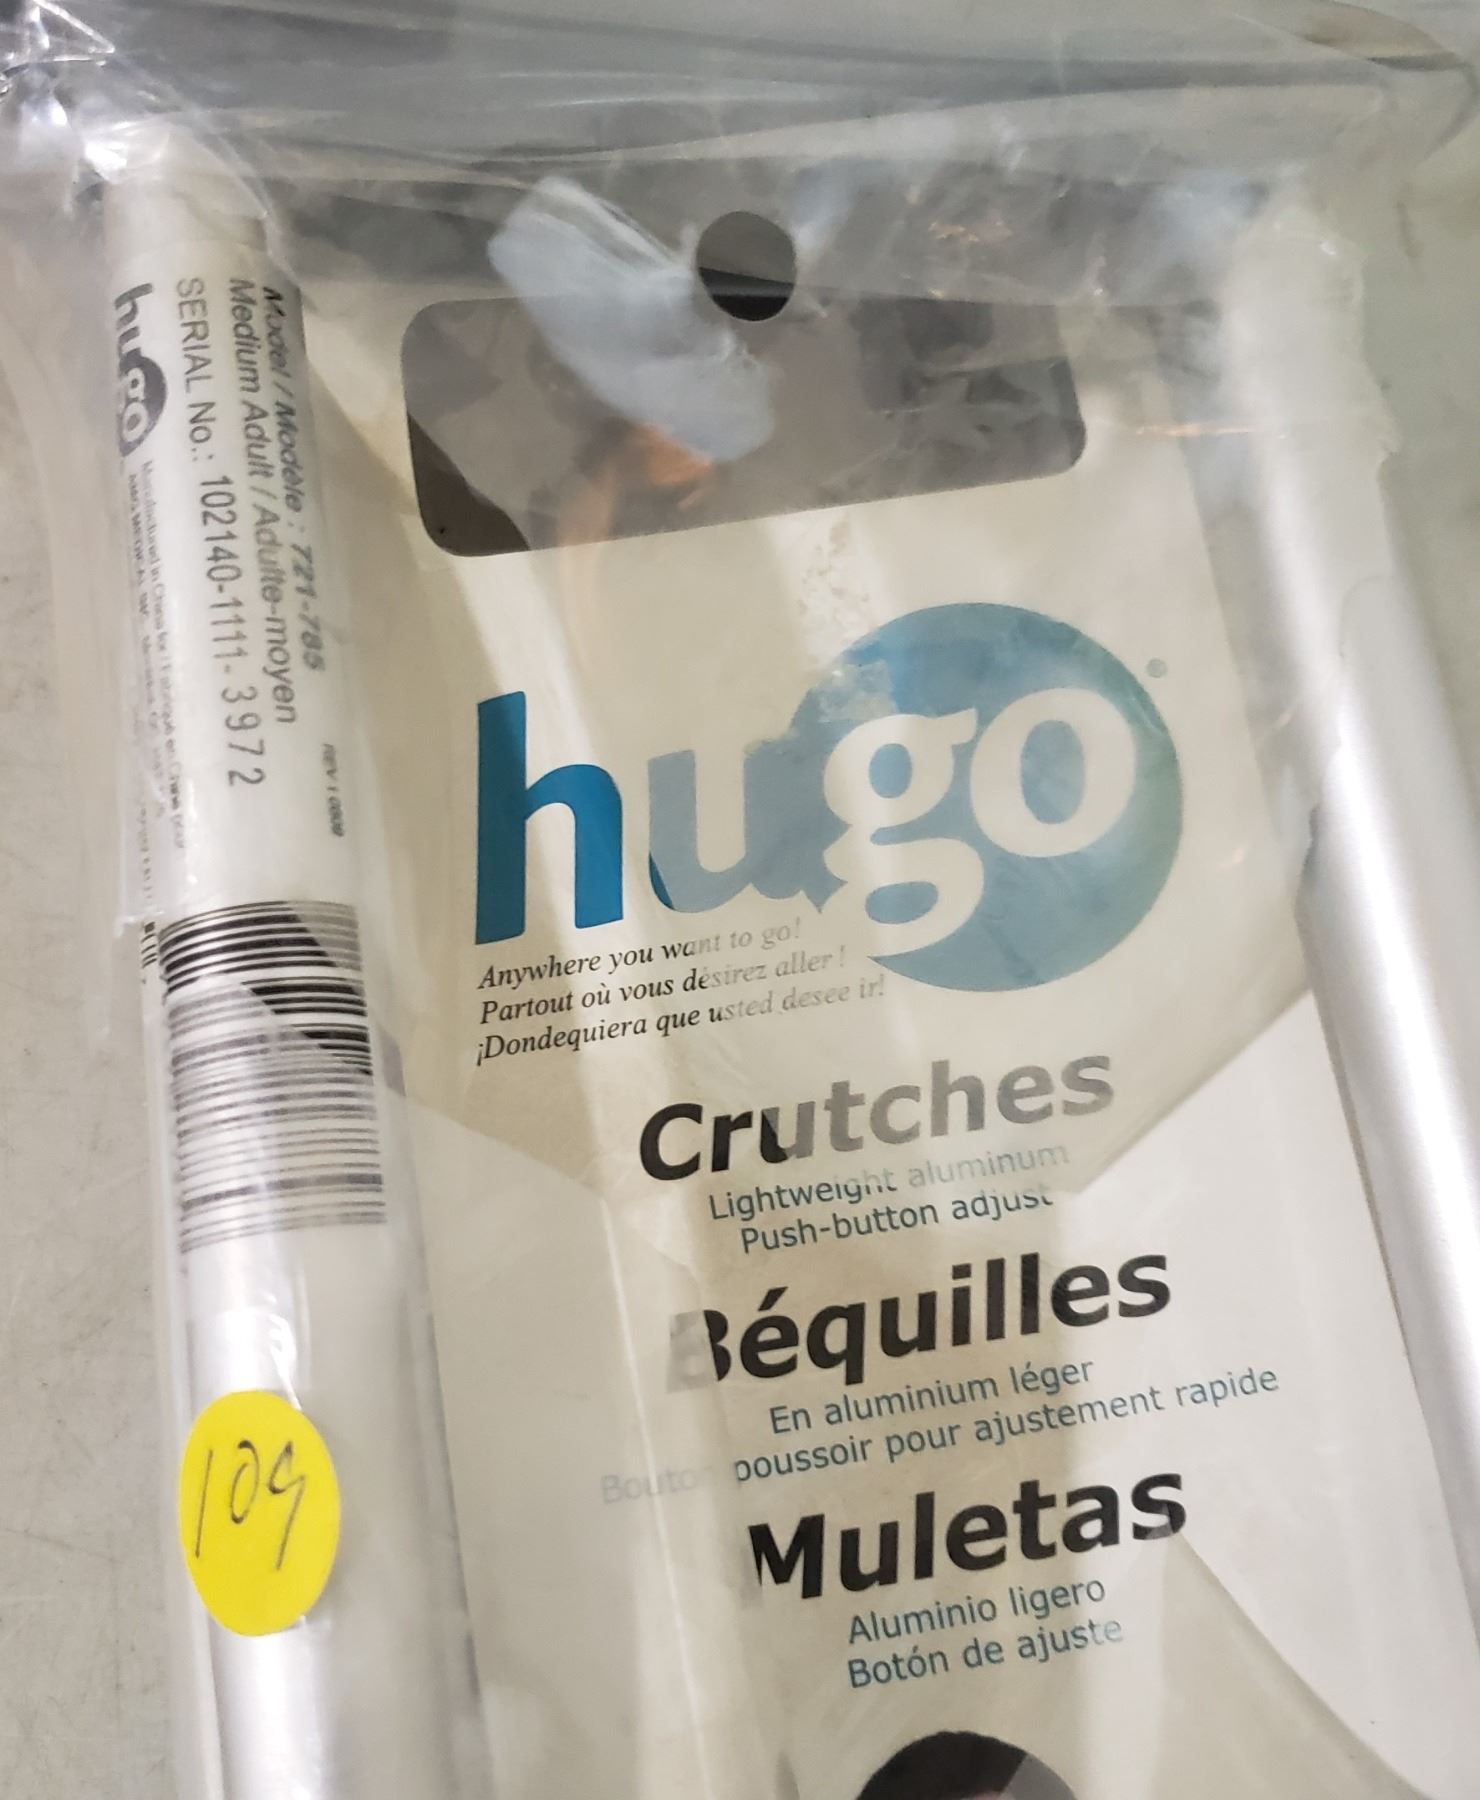 Model / Modèle : 721-785
Medium Adult / Adulte-moyen
SERIAL No.: 102140-1111- 3972
hugo
hugo
Anywhere you want to go!
Partout où vous désirez aller !
¡Dondequiera que usted desee ir!
Crutches
Lightweight aluminum
Push-button adjust
Béquilles
En aluminium léger
Bouton poussoir pour ajustement rapide
Muletas
Aluminio ligero
Botón de ajuste
109